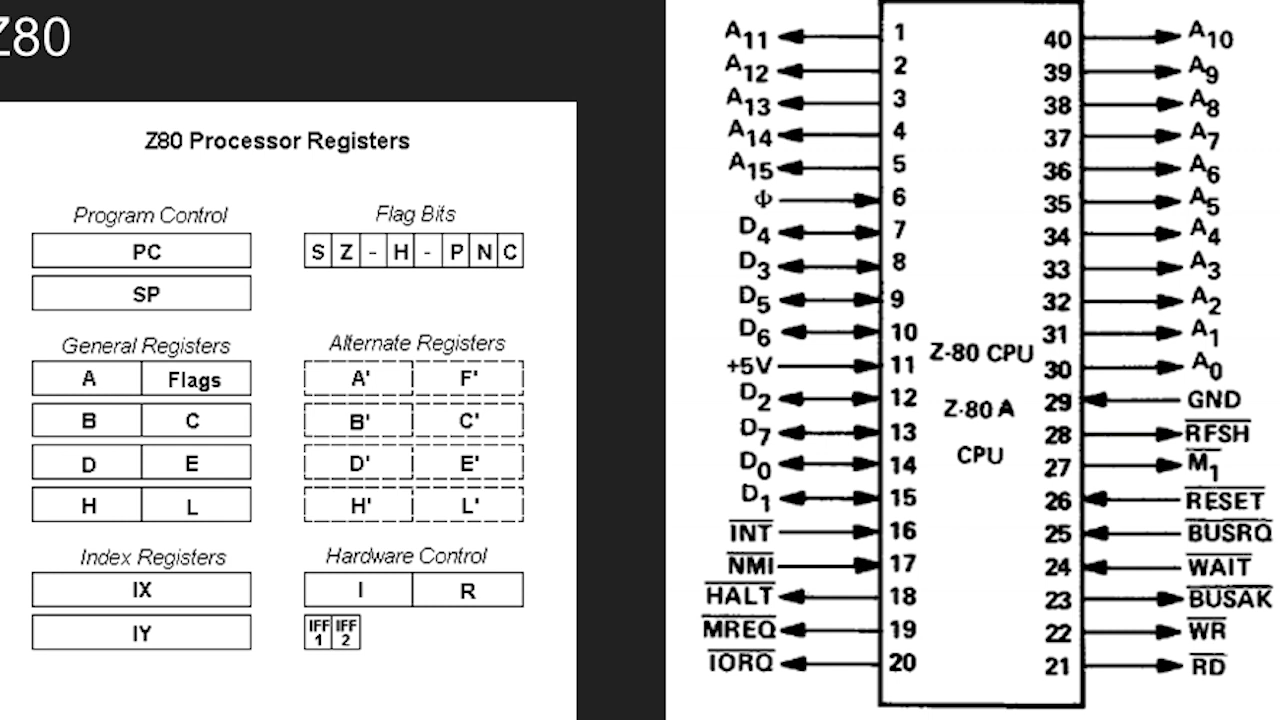 Z80
Z80 Processor Registers
Program Control
PC
SP
Flag Bits
S Z - H - P N C
General Registers
A Flags
B C
D E
H L
Alternate Registers
A' F'
B' C'
D' E'
H' L'
Index Registers
IX
IY
Hardware Control
I R
IFF 1 IFF 2
A11 1 40 A10
A12 2 39 A9
A13 3 38 A8
A14 4 37 A7
A15 5 36 A6
Φ 6 35 A5
D4 7 34 A4
D3 8 33 A3
D5 9 32 A2
D6 10 31 A1
+5V 11 30 A0
D2 12 29 GND
D7 13 28 RFSH
D0 14 27 M1
D1 15 26 RESET
INT 16 25 BUSRQ
NMI 17 24 WAIT
HALT 18 23 BUSAK
MREQ 19 22 WR
IORQ 20 21 RD
Z-80 CPU
Z-80 A
CPU